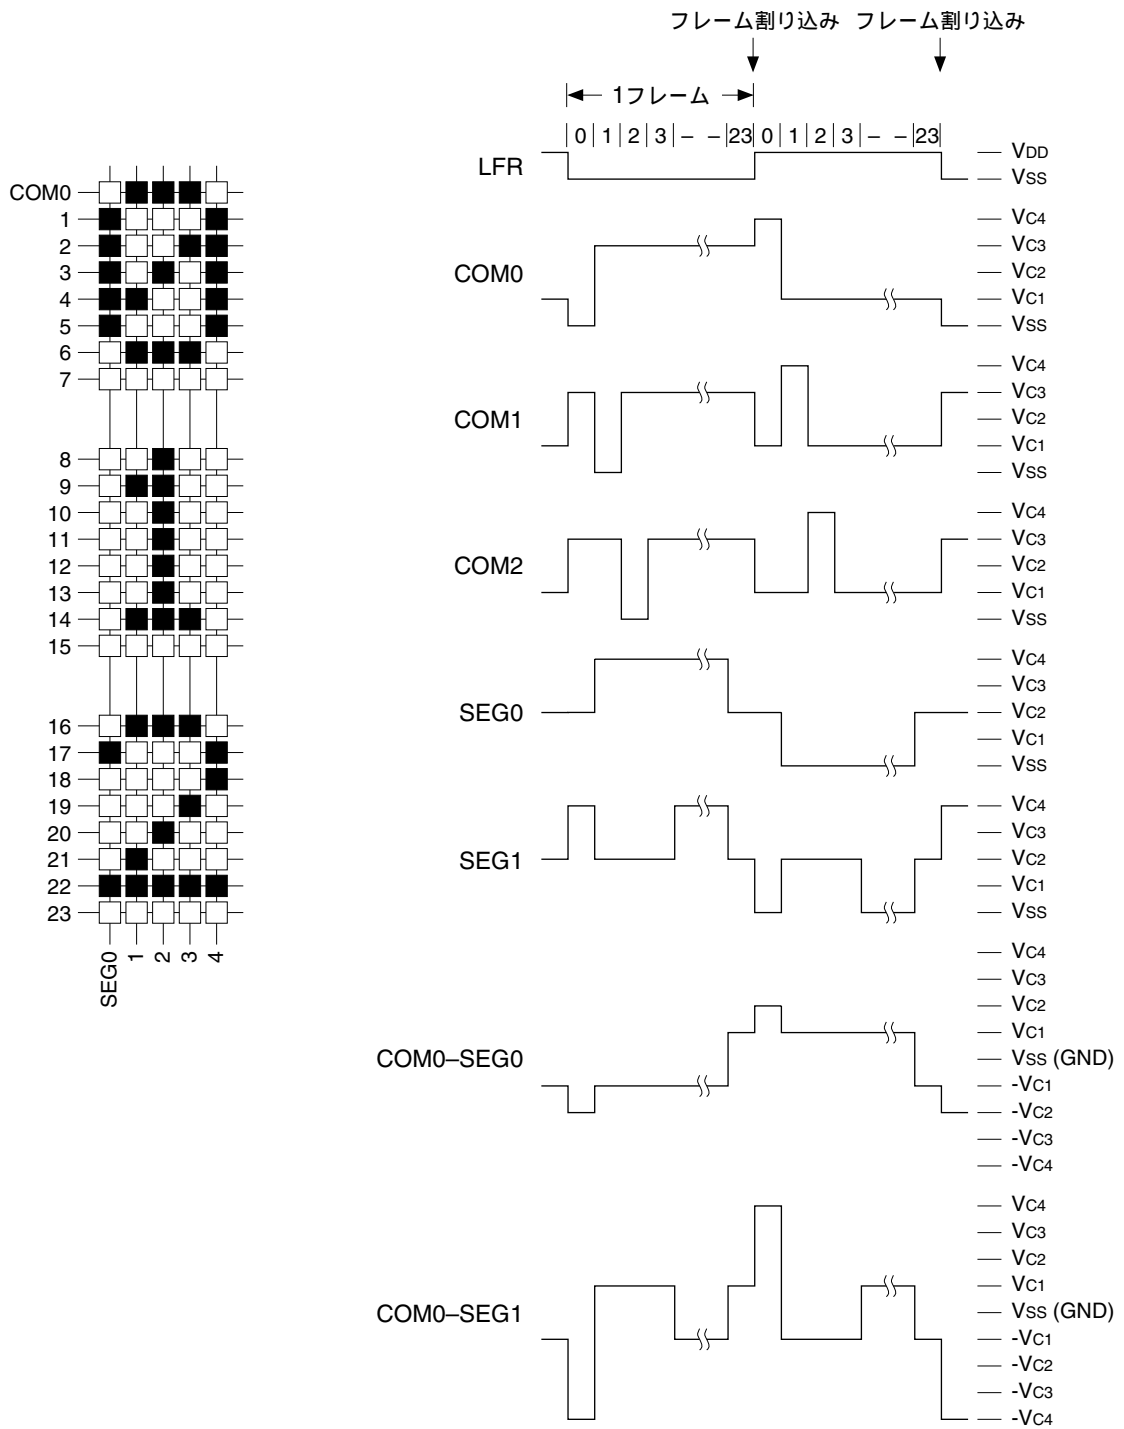 フレーム割り込み フレーム割り込み
1フレーム
0 1 2 3 – – 23 0 1 2 3 – – 23
LFR
VDD
VSS
COM0
1
2
3
4
5
6
7
8
9
10
11
12
13
14
15
16
17
18
19
20
21
22
23
SEG0
1
2
3
4
COM0
VC4
VC3
VC2
VC1
VSS
COM1
VC4
VC3
VC2
VC1
VSS
COM2
VC4
VC3
VC2
VC1
VSS
SEG0
VC4
VC3
VC2
VC1
VSS
SEG1
VC4
VC3
VC2
VC1
VSS
COM0–SEG0
VC4
VC3
VC2
VC1
VSS (GND)
-VC1
-VC2
-VC3
-VC4
COM0–SEG1
VC4
VC3
VC2
VC1
VSS (GND)
-VC1
-VC2
-VC3
-VC4